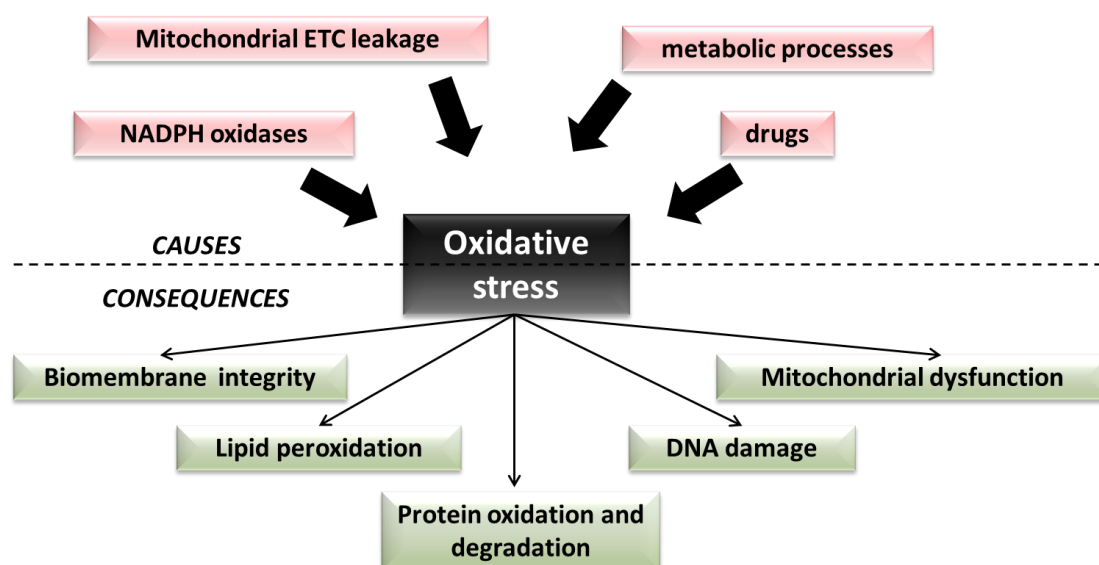 Mitochondrial ETC leakage
metabolic processes
NADPH oxidases
drugs
Oxidative
stress
CAUSES
CONSEQUENCES
Biomembrane integrity
Mitochondrial dysfunction
Lipid peroxidation
DNA damage
Protein oxidation and
degradation